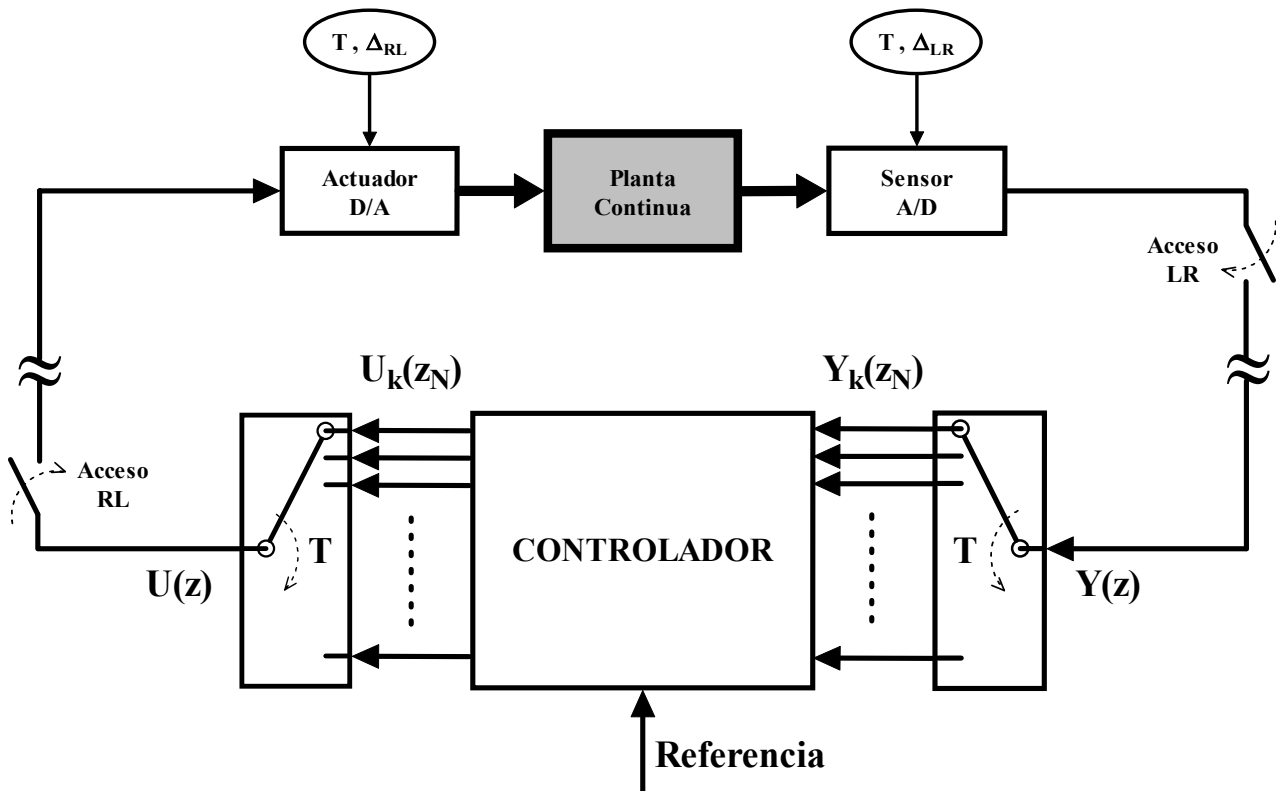 T , Δ_RL
T , Δ_LR
Actuador
D/A
Planta
Continua
Sensor
A/D
Acceso
LR
U_k(z_N)
Y_k(z_N)
Acceso
RL
T
CONTROLADOR
T
U(z)
Y(z)
Referencia